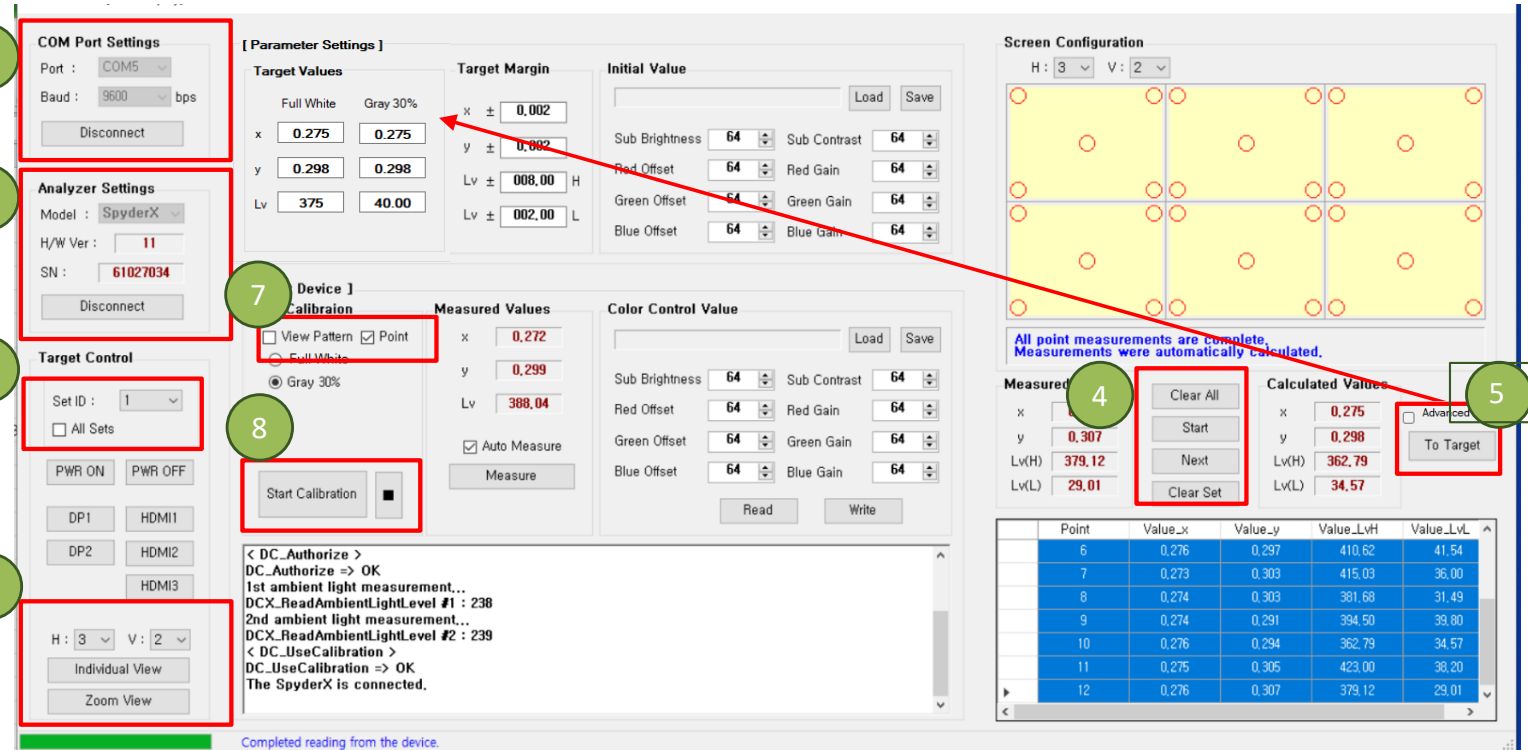 COM Port Settings
Port : COM5
Baud : 9600 bps
Disconnect
Analyzer Settings
Model : SpyderX
H/W Ver : 11
SN : 61027034
Disconnect
Target Control
Set ID : 1
All Sets
PWR ON PWR OFF
DP1 HDMI1
DP2 HDMI2
HDMI3
H : 3 V : 2
Individual View
Zoom View
[ Parameter Settings ]
Target Values
Full White Gray 30%
x 0.275 0.275
y 0.298 0.298
Lv 375 40.00
Target Margin
x ± 0,002
y ± 0,002
Lv ± 008,00 H
Lv ± 002,00 L
Initial Value
Load Save
Sub Brightness 64 Sub Contrast 64
Red Offset 64 Red Gain 64
Green Offset 64 Green Gain 64
Blue Offset 64 Blue Gain 64
7
Device ]
Calibraion
View Pattern Point
Full White
Gray 30%
8
Start Calibration
Measured Values
x 0,272
y 0,299
Lv 388,04
Auto Measure
Measure
Color Control Value
Load Save
Sub Brightness 64 Sub Contrast 64
Red Offset 64 Red Gain 64
Green Offset 64 Green Gain 64
Blue Offset 64 Blue Gain 64
Read Write
< DC_Authorize >
DC_Authorize => OK
1st ambient light measurement,,,
DCX_ReadAmbientLightLevel #1 : 238
2nd ambient light measurement,,,
DCX_ReadAmbientLightLevel #2 : 239
< DC_UseCalibration >
DC_UseCalibration => OK
The SpyderX is connected,
Screen Configuration
H : 3 V : 2
All point measurements are complete,
Measurements were automatically calculated,
Measured
x
y 0,307
Lv(H) 379,12
Lv(L) 29,01
4
Clear All
Start
Next
Clear Set
Calculated Values
x 0,275
y 0,298
Lv(H) 362,79
Lv(L) 34,57
5
Advanced
To Target
Point Value_x Value_y Value_LvH Value_LvL
6 0,276 0,297 410,62 41,54
7 0,273 0,303 415,03 36,00
8 0,274 0,303 381,68 31,49
9 0,274 0,291 394,50 39,80
10 0,276 0,294 362,79 34,57
11 0,275 0,305 423,00 38,20
12 0,276 0,307 379,12 29,01
Completed reading from the device.